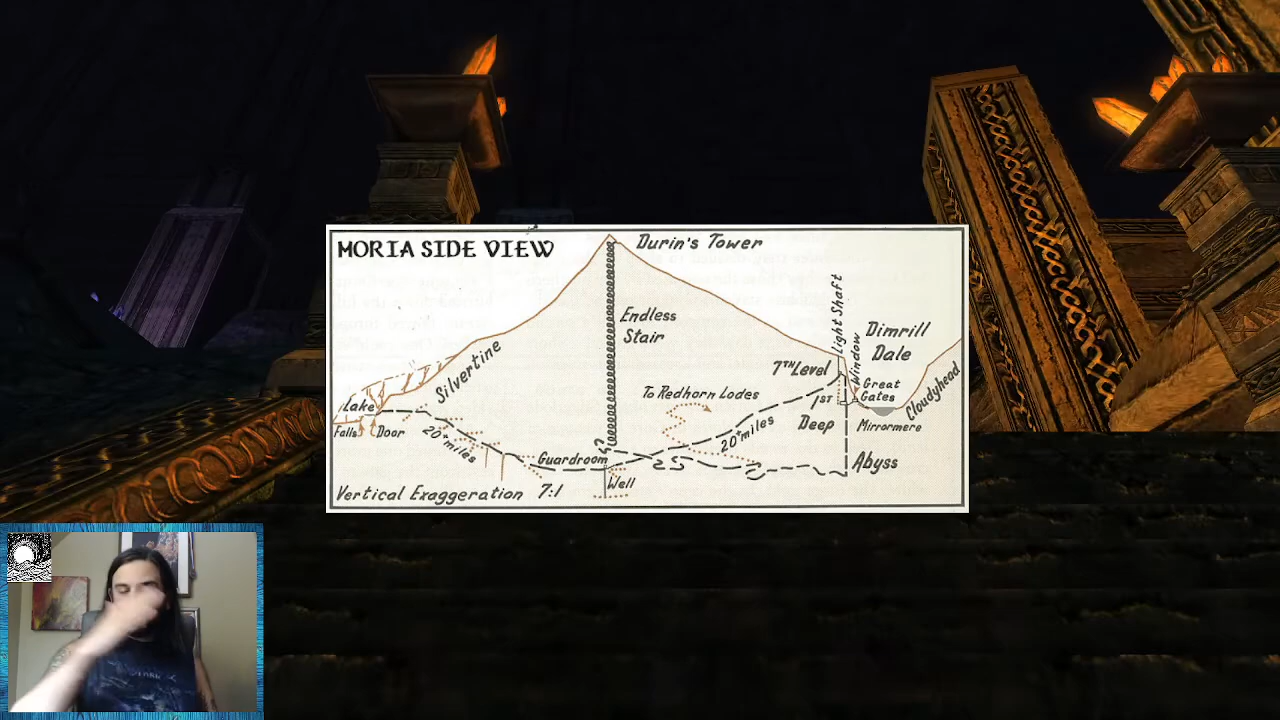 MORIA SIDE VIEW
Durin's Tower
Endless
Stair
Silvertine
Light Shaft
Window
Dimrill
Dale
7TH Level
Great
Gates
1ST
Deep
Cloudyhead
Mirrormere
To Redhorn Lodes
Lake
Falls
Door
20+ miles
20+ miles
Guardroom
Well
Abyss
Vertical Exaggeration 7:1